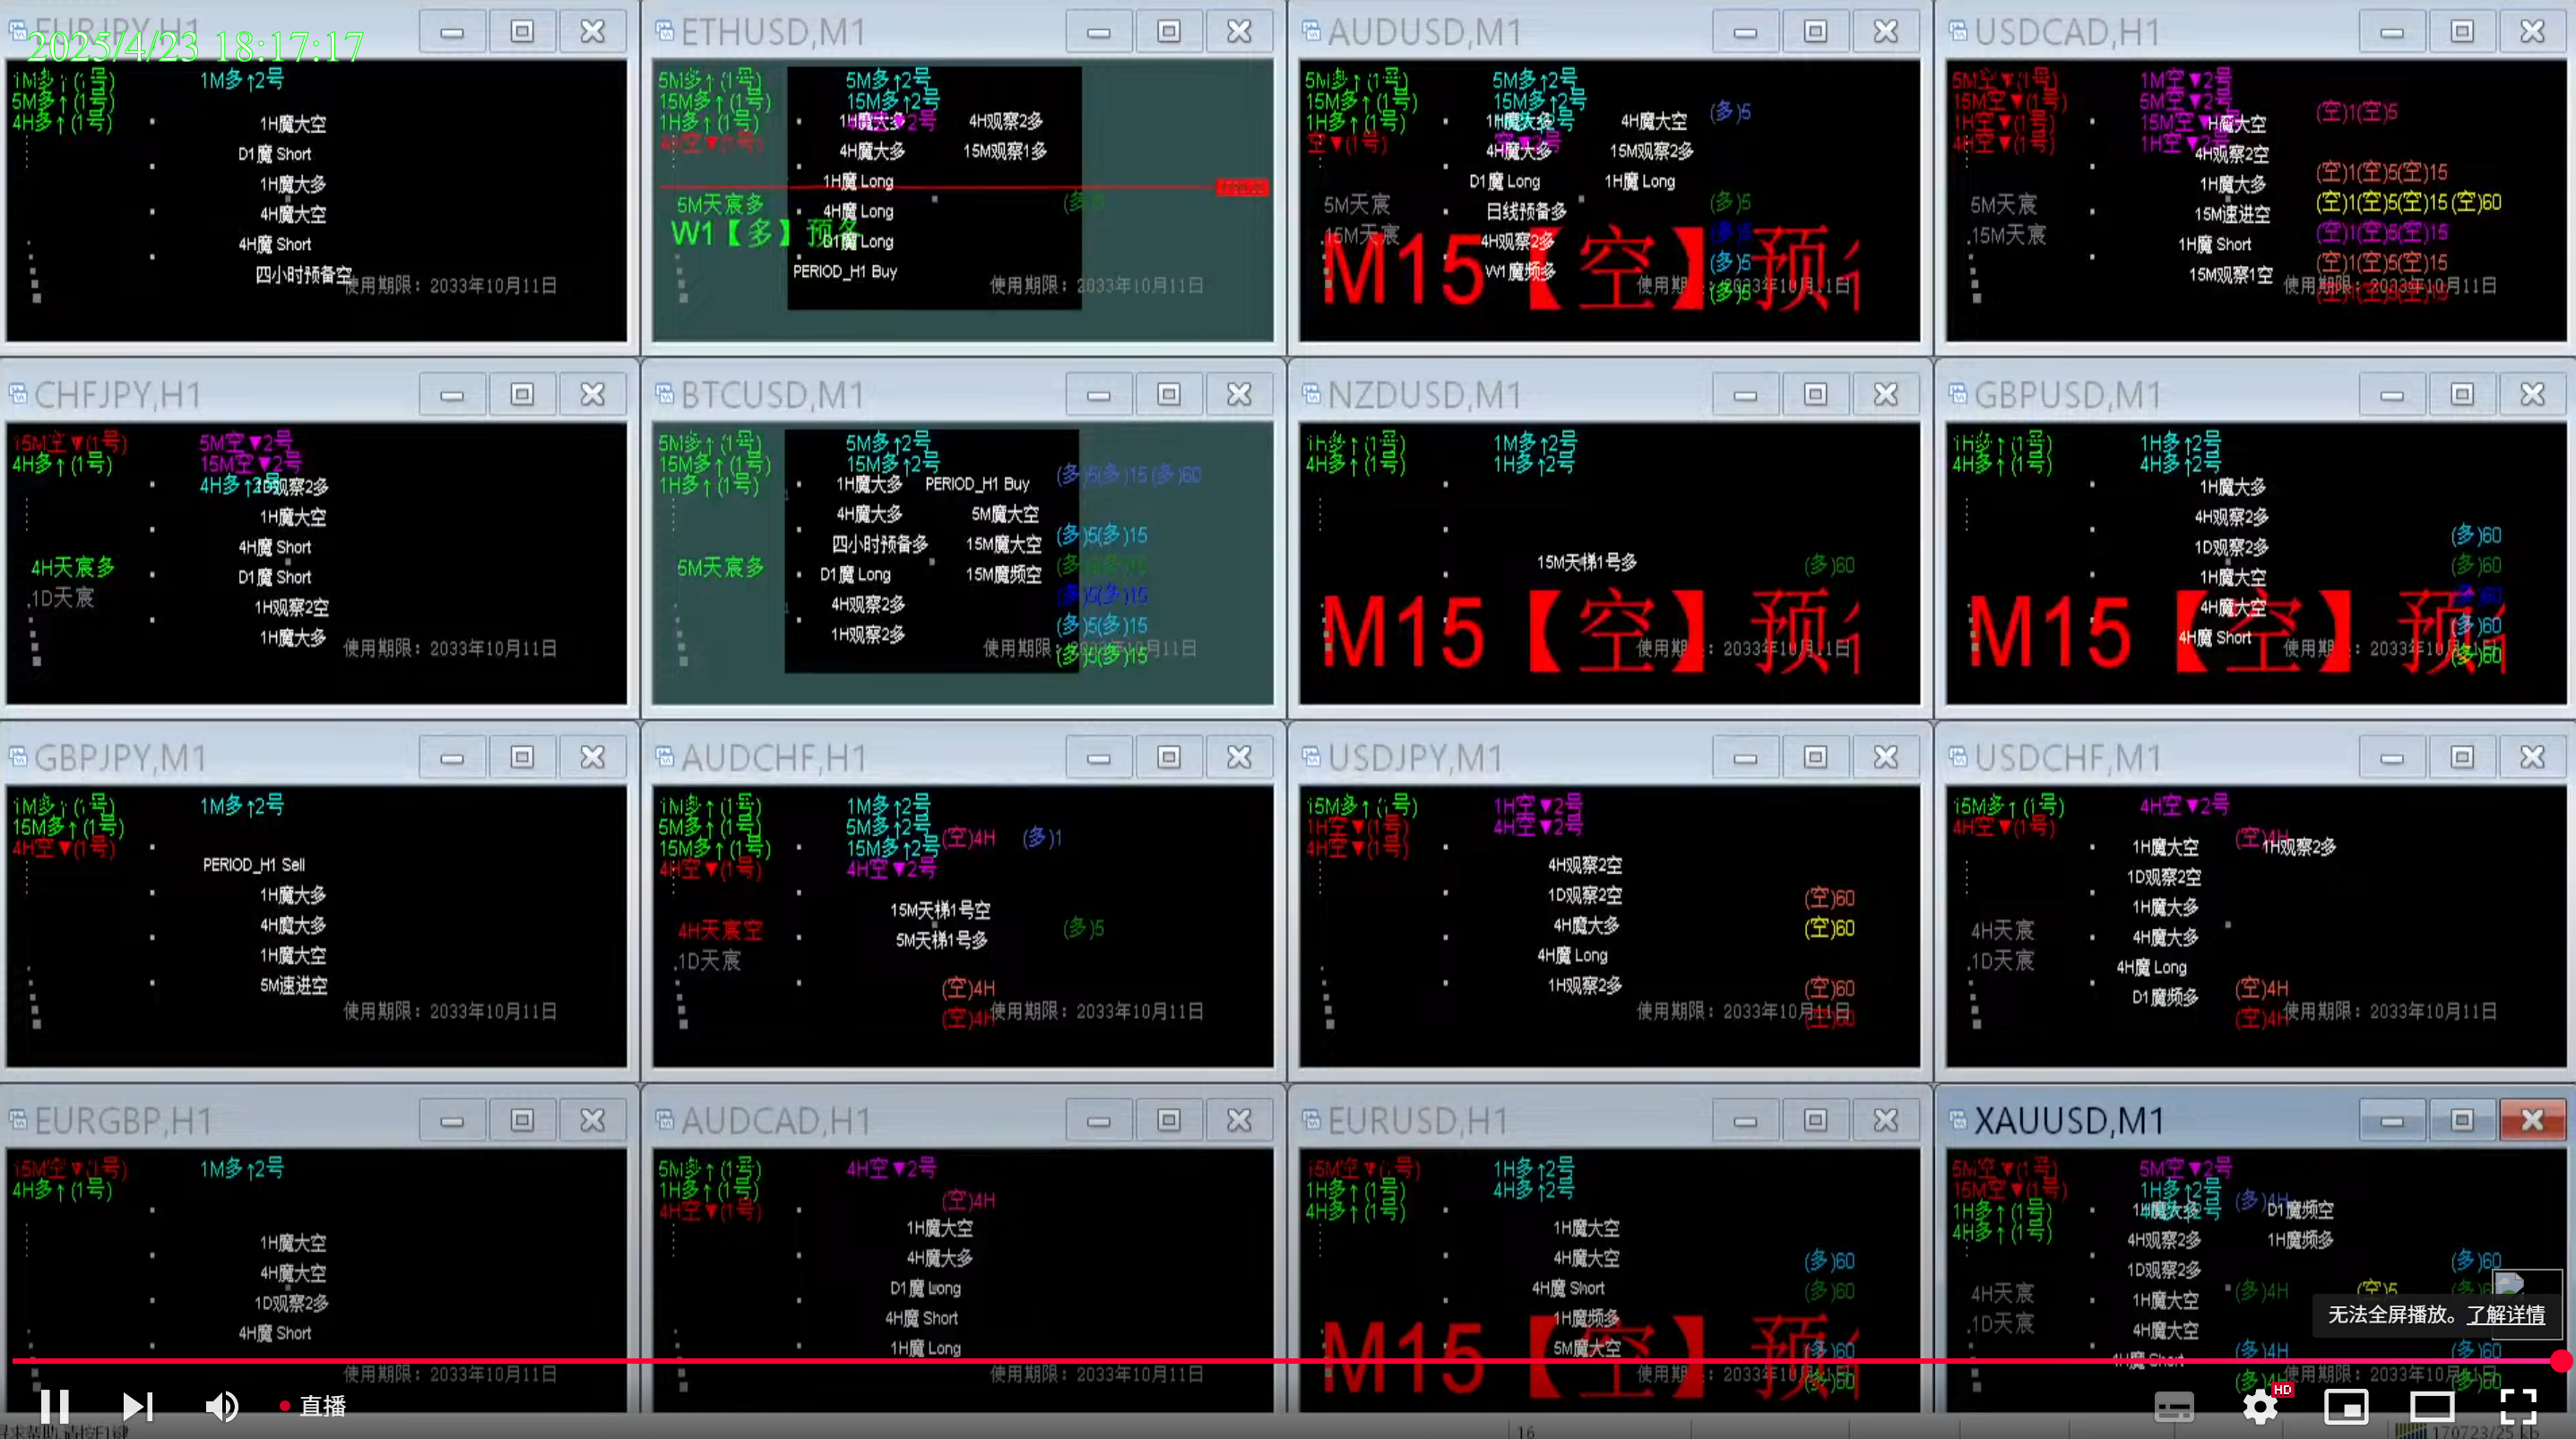 EURJPY,H1
2025/4/23 18:17:17
1M多↑(1号)
5M多↑(1号)
4H多↑(1号)
1M多↑2号
1H魔大空
D1魔 Short
1H魔大多
4H魔大空
4H魔 Short
四小时预备空
使用期限：2033年10月11日
ETHUSD,M1
5M多↑(1号)
15M多↑(1号)
1H多↑(1号)
4H空▼(1号)
5M多↑2号
15M多↑2号
1H魔大多
4H观察2多
4H魔大多
15M观察1多
1H魔 Long
5M天宸多
4H魔 Long
W1【多】预备
D1魔 Long
PERIOD_H1 Buy
使用期限：2033年10月11日
AUDUSD,M1
5M多↑(1号)
15M多↑(1号)
1H多↑(1号)
空▼(1号)
5M多↑2号
15M多↑2号
(多)5
1H魔大多
4H魔大空
4H魔大多
15M观察2多
D1魔 Long
1H魔 Long
5M天宸
日线预备多
(多)5
.15M天宸
4H观察2多
(多)5
W1魔频多
(多)5
M15【空】预
(多)5
USDCAD,H1
5M空▼(1号)
15M空▼(1号)
1H空▼(1号)
4H空▼(1号)
1M空▼2号
5M空▼2号
15M空▼2号
1H空▼2号
(空)1(空)5
H魔大空
4H观察2空
(空)1(空)5(空)15
1H魔大多
5M天宸
15M速进空
(空)1(空)5(空)15(空)60
.15M天宸
1H魔 Short
(空)1(空)5(空)15
15M观察1空
(空)1(空)5(空)15
(空)1(空)5(空)15
使用期限：2033年10月11日
CHFJPY,H1
15M空▼(1号)
4H多↑(1号)
5M空▼2号
15M空▼2号
4H多↑2号
1D观察2多
1H魔大空
4H魔 Short
4H天宸多
D1魔 Short
.1D天宸
1H观察2空
1H魔大多
使用期限：2033年10月11日
BTCUSD,M1
5M多↑(1号)
15M多↑(1号)
1H多↑(1号)
5M多↑2号
15M多↑2号
(多)5(多)15(多)60
1H魔大多
PERIOD_H1 Buy
4H魔大多
5M魔大空
四小时预备多
15M魔大空
(多)5(多)15
5M天宸多
D1魔 Long
15M魔频空
(多)5(多)15
4H观察2多
(多)5(多)15
1H观察2多
(多)5(多)15
(多)5(多)15
使用期限：2033年10月11日
NZDUSD,M1
1H多↑(1号)
4H多↑(1号)
1M多↑2号
1H多↑2号
15M天梯1号多
(多)60
M15【空】预
使用期限：2033年10月11日
GBPUSD,M1
1H多↑(1号)
4H多↑(1号)
1H多↑2号
4H多↑2号
1H魔大多
4H观察2多
1D观察2多
(多)60
1H魔大空
(多)60
4H魔大空
(多)60
4H魔 Short
(多)60
M15【空】预
(多)60
GBPJPY,M1
1M多↑(1号)
15M多↑(1号)
4H空▼(1号)
1M多↑2号
PERIOD_H1 Sell
1H魔大多
4H魔大多
1H魔大空
5M速进空
使用期限：2033年10月11日
AUDCHF,H1
1M多↑(1号)
5M多↑(1号)
15M多↑(1号)
4H空▼(1号)
1M多↑2号
5M多↑2号
15M多↑2号
4H空▼2号
(空)4H
(多)1
15M天梯1号空
4H天宸空
5M天梯1号多
(多)5
.1D天宸
(空)4H
(空)4H
使用期限：2033年10月11日
USDJPY,M1
15M多↑(1号)
1H空▼(1号)
4H空▼(1号)
1H空▼2号
4H空▼2号
4H观察2空
1D观察2空
(空)60
4H魔大多
(空)60
4H魔 Long
1H观察2多
(空)60
(空)60
使用期限：2033年10月11日
USDCHF,M1
15M多↑(1号)
4H空▼(1号)
4H空▼2号
(空)4H
1H魔大空
1H观察2多
1D观察2空
1H魔大多
4H天宸
4H魔大多
.1D天宸
4H魔 Long
D1魔频多
(空)4H
(空)4H
使用期限：2033年10月11日
EURGBP,H1
15M空▼(1号)
4H多↑(1号)
1M多↑2号
1H魔大空
4H魔大空
1D观察2多
4H魔 Short
使用期限：2033年10月11日
AUDCAD,H1
5M多↑(1号)
1H多↑(1号)
4H空▼(1号)
4H空▼2号
(空)4H
1H魔大空
4H魔大多
D1魔 Long
4H魔 Short
1H魔 Long
使用期限：2033年10月11日
EURUSD,H1
15M空▼(1号)
1H多↑(1号)
4H多↑(1号)
1H多↑2号
4H多↑2号
1H魔大空
4H魔大空
(多)60
4H魔 Short
(多)60
1H魔频多
5M魔大空
(多)60
M15【空】预
(多)60
XAUUSD,M1
5M空▼(1号)
15M空▼(1号)
1H多↑(1号)
4H多↑(1号)
5M空▼2号
1H多↑2号
(多)4H
1H魔大多
D1魔频空
4H观察2多
1H魔频多
1D观察2多
(多)60
4H天宸
1H魔大空
(多)4H
(空)5
.1D天宸
4H魔大空
4H魔 Short
(多)4H
(多)60
(多)4H
(多)60
使用期限：2033年10月11日
无法全屏播放。了解详情
直播
HD
16
170723/25 kb